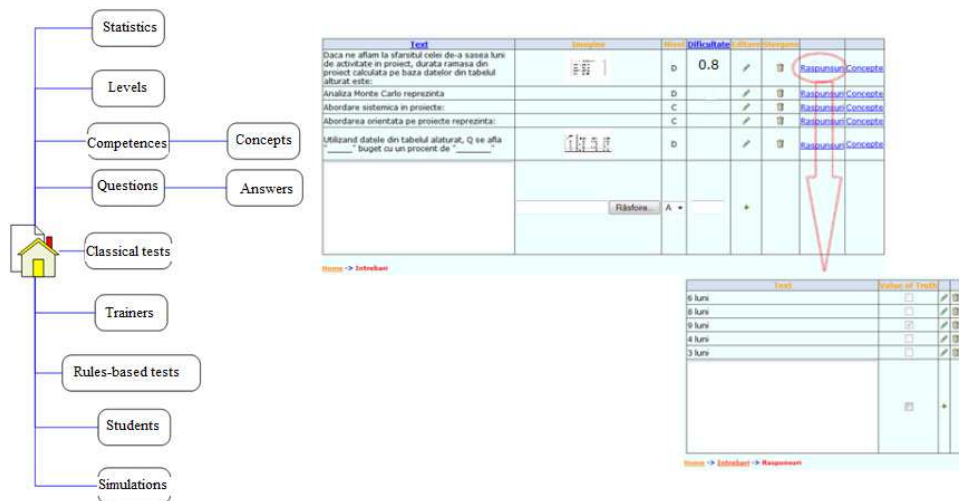 Statistics
Levels
Competences
Concepts
Questions
Answers
Classical tests
Trainers
Rules-based tests
Students
Simulations
Text Imagine Nivel Dificultate Editare Stergere
Daca ne aflam la sfarsitul celei de-a sasea luni
de activitate in proiect, durata ramasa din
proiect calculata pe baza datelor din tabelul
alturat este:
D 0.8 Raspunsuri Concepte
Analiza Monte Carlo reprezinta D Raspunsuri Concepte
Abordare sistemica in proiecte: C Raspunsuri Concepte
Abordarea orientata pe proiecte reprezinta: C Raspunsuri Concepte
Utilizand datele din tabelul alaturat, Q se afla
"_____" buget cu un procent de "________"
D Raspunsuri Concepte
Răsfoire... A +
Home -> Intrebari
Text Value of Truth
6 luni
8 luni
9 luni
4 luni
3 luni
+
Home -> Intrebari -> Raspunsuri